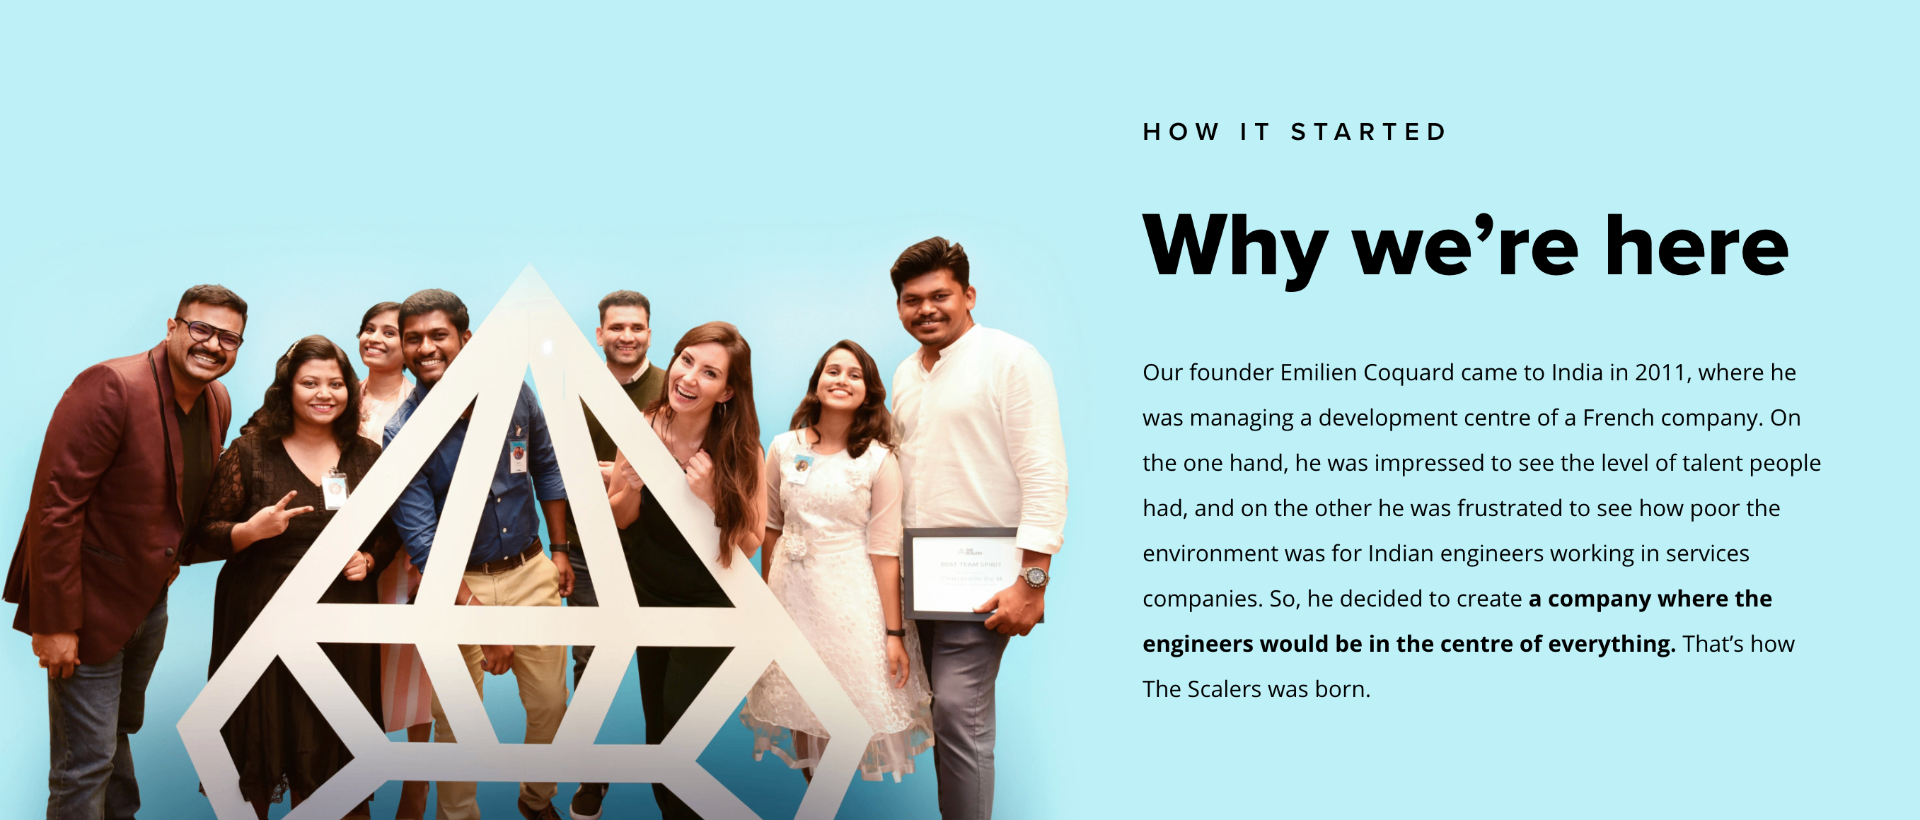 HOW IT STARTED
Why we’re here
Our founder Emilien Coquard came to India in 2011, where he
was managing a development centre of a French company. On
the one hand, he was impressed to see the level of talent people
had, and on the other he was frustrated to see how poor the
environment was for Indian engineers working in services
companies. So, he decided to create a company where the
engineers would be in the centre of everything. That’s how
The Scalers was born.
BEST TEAM SPIRIT